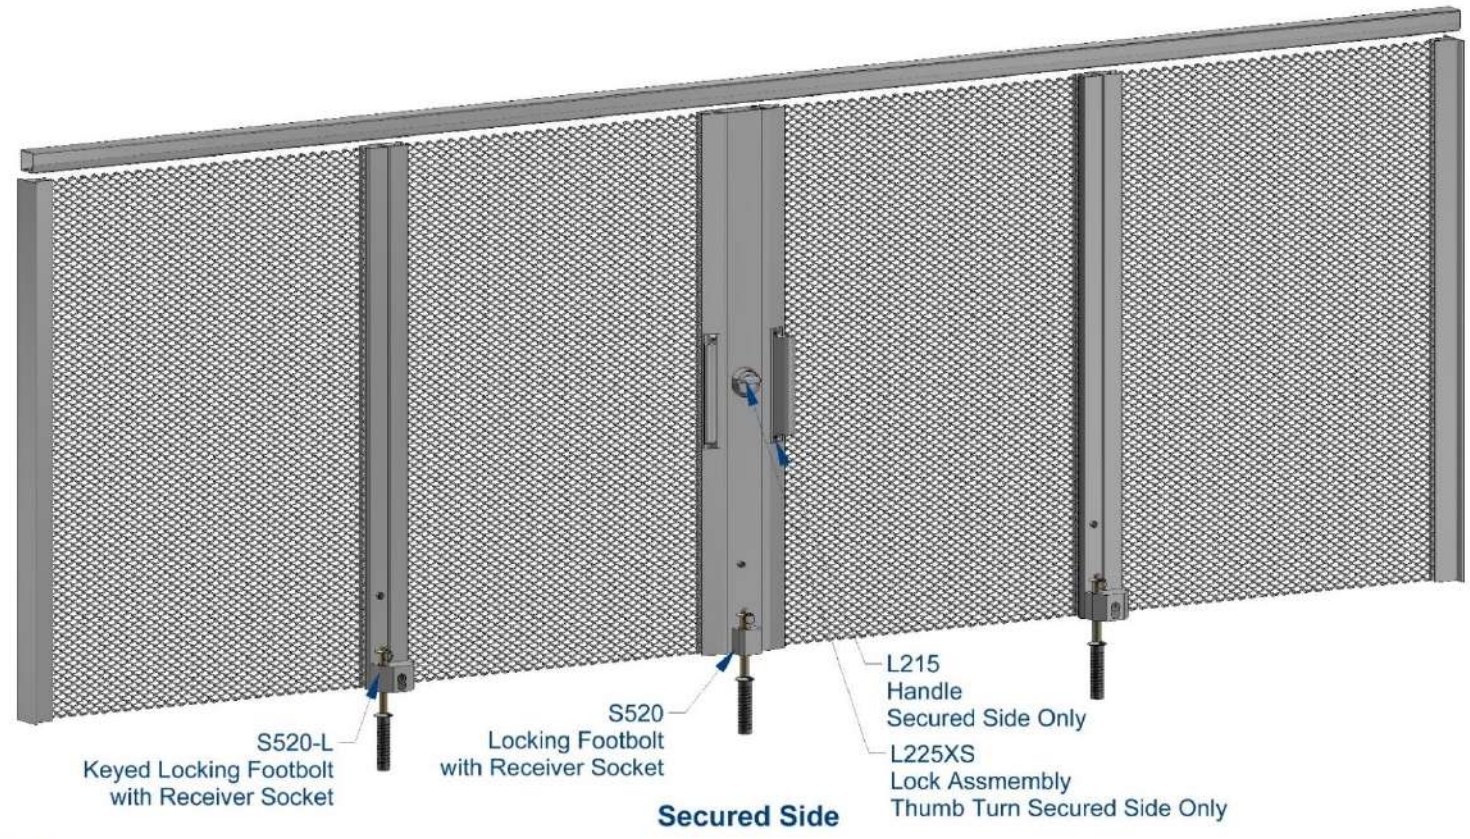 S520-L
Keyed Locking Footbolt
with Receiver Socket
S520
Locking Footbolt
with Receiver Socket
L215
Handle
Secured Side Only
L225XS
Lock Assmembly
Thumb Turn Secured Side Only
Secured Side